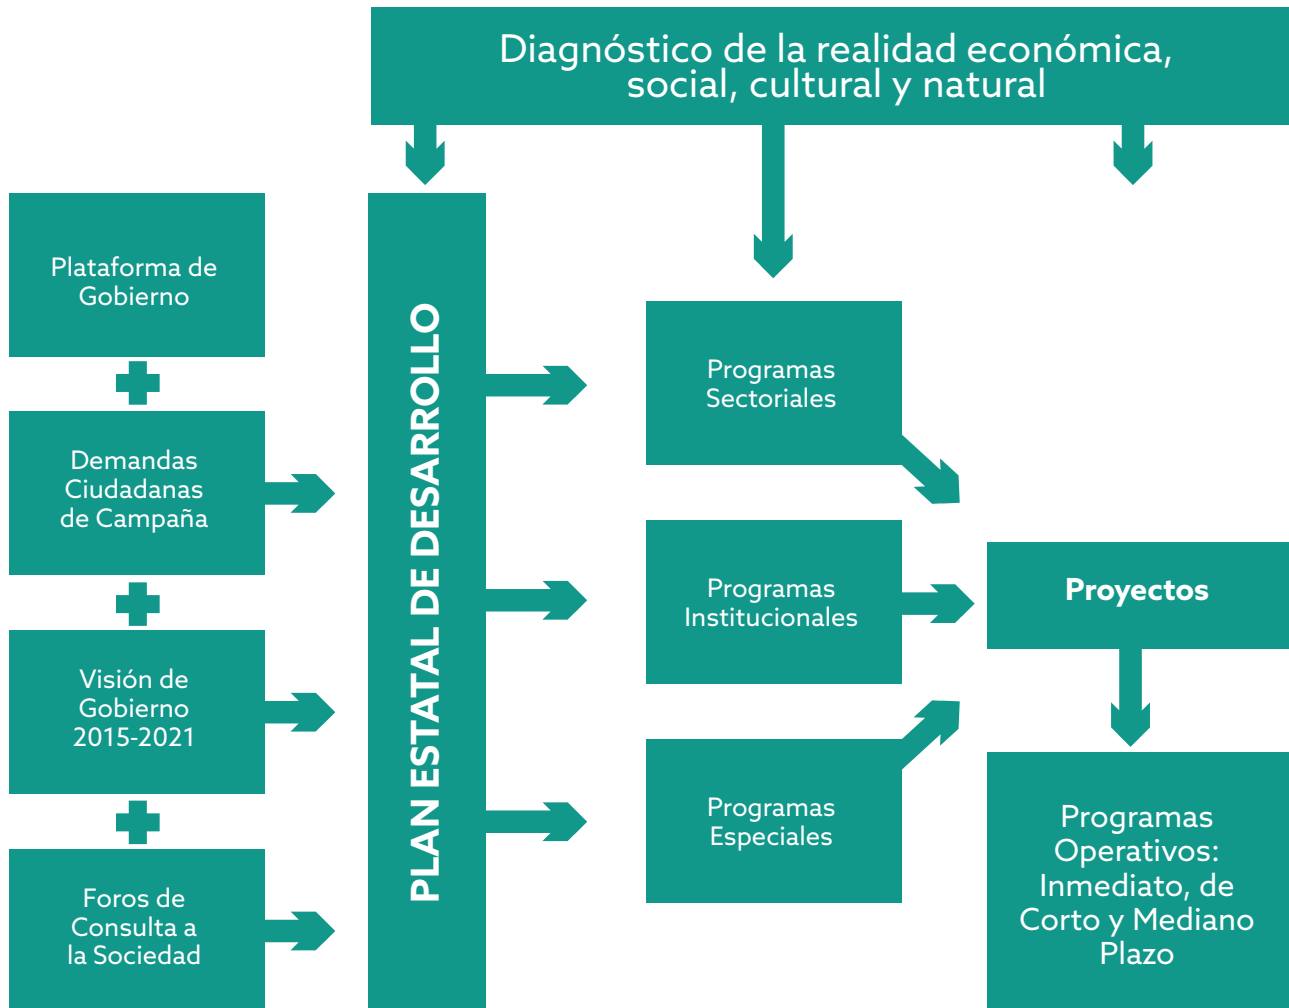 Diagnóstico de la realidad económica,
social, cultural y natural
Plataforma de
Gobierno
Demandas
Ciudadanas
de Campaña
Visión de
Gobierno
2015-2021
Foros de
Consulta a
la Sociedad
PLAN ESTATAL DE DESARROLLO
Programas
Sectoriales
Programas
Institucionales
Programas
Especiales
Proyectos
Programas
Operativos:
Inmediato, de
Corto y Mediano
Plazo